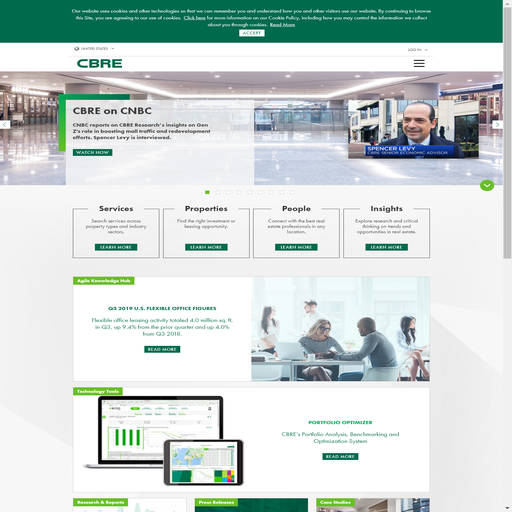 Our website uses cookies and other technologies so that we can remember you and understand how you and other visitors use our website. By continuing to
browse this Site, you are agreeing to our use of cookies. Click here for more information on our Cookie Policy, including how you may control the information we collect
about you through cookies. Read More
ACCEPT
UNITED STATES
LOG IN
CBRE
CBRE on CNBC
CNBC reports on CBRE Research's insights on Gen
Z's role in boosting mall traffic and redevelopment
efforts. Spencer Levy is interviewed.
WATCH NOW
SPENCER LEVY
CBRE SENIOR ECONOMIC ADVISOR
Services
Search services across
property types and industry
sectors.
LEARN MORE
Properties
Find the right investment or
leasing opportunity.
LEARN MORE
People
Connect with the best real
estate professionals in any
location.
LEARN MORE
Insights
Explore research and critical
thinking on trends and
opportunities in real estate.
LEARN MORE
Agile Knowledge Hub
Q3 2019 U.S. FLEXIBLE OFFICE FIGURES
Flexible office leasing activity totaled 4.0 million sq. ft.
in Q3, up 9.4% from the prior quarter and up 4.0%
from Q3 2018.
READ MORE
Technology Tools
PORTFOLIO OPTIMIZER
CBRE's Portfolio Analysis, Benchmarking and
Optimization System
READ MORE
Research & Reports
Press Releases
Case Studies